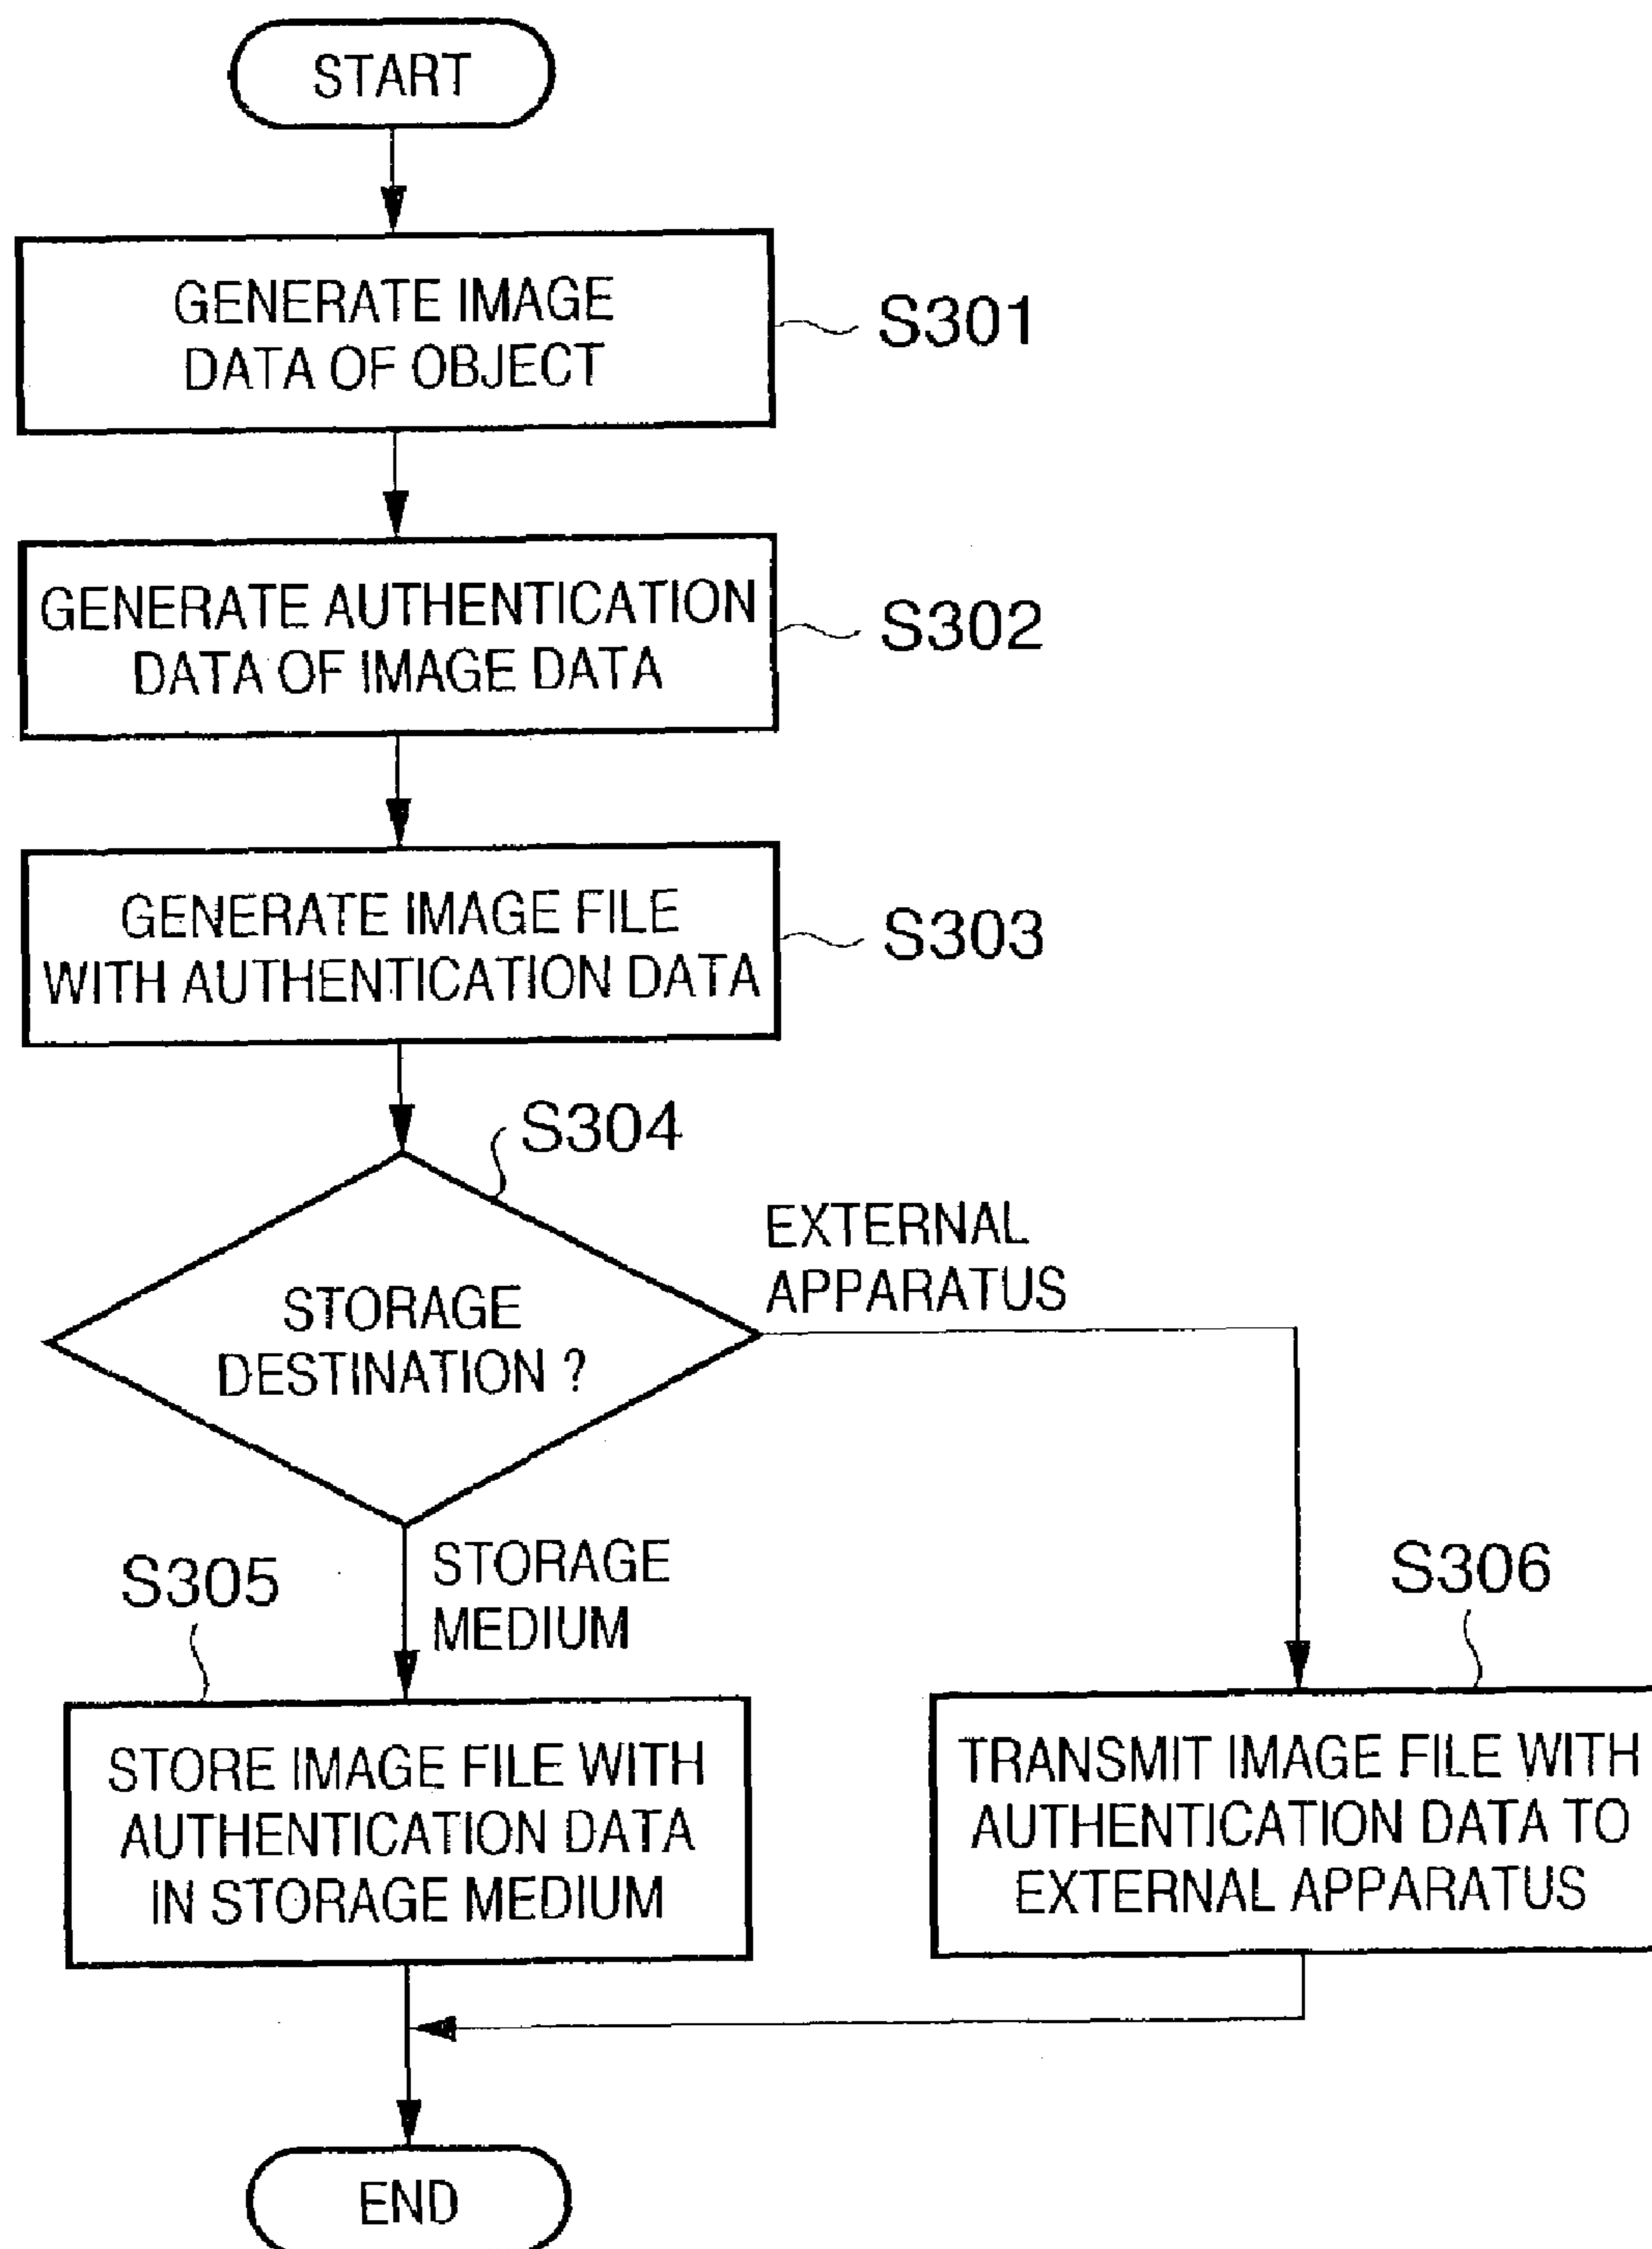 START
GENERATE IMAGE
DATA OF OBJECT
S301
GENERATE AUTHENTICATION
DATA OF IMAGE DATA
S302
GENERATE IMAGE FILE
WITH AUTHENTICATION DATA
S303
S304
STORAGE
DESTINATION ?
EXTERNAL
APPARATUS
STORAGE
MEDIUM
S305
STORE IMAGE FILE WITH
AUTHENTICATION DATA
IN STORAGE MEDIUM
S306
TRANSMIT IMAGE FILE WITH
AUTHENTICATION DATA TO
EXTERNAL APPARATUS
END